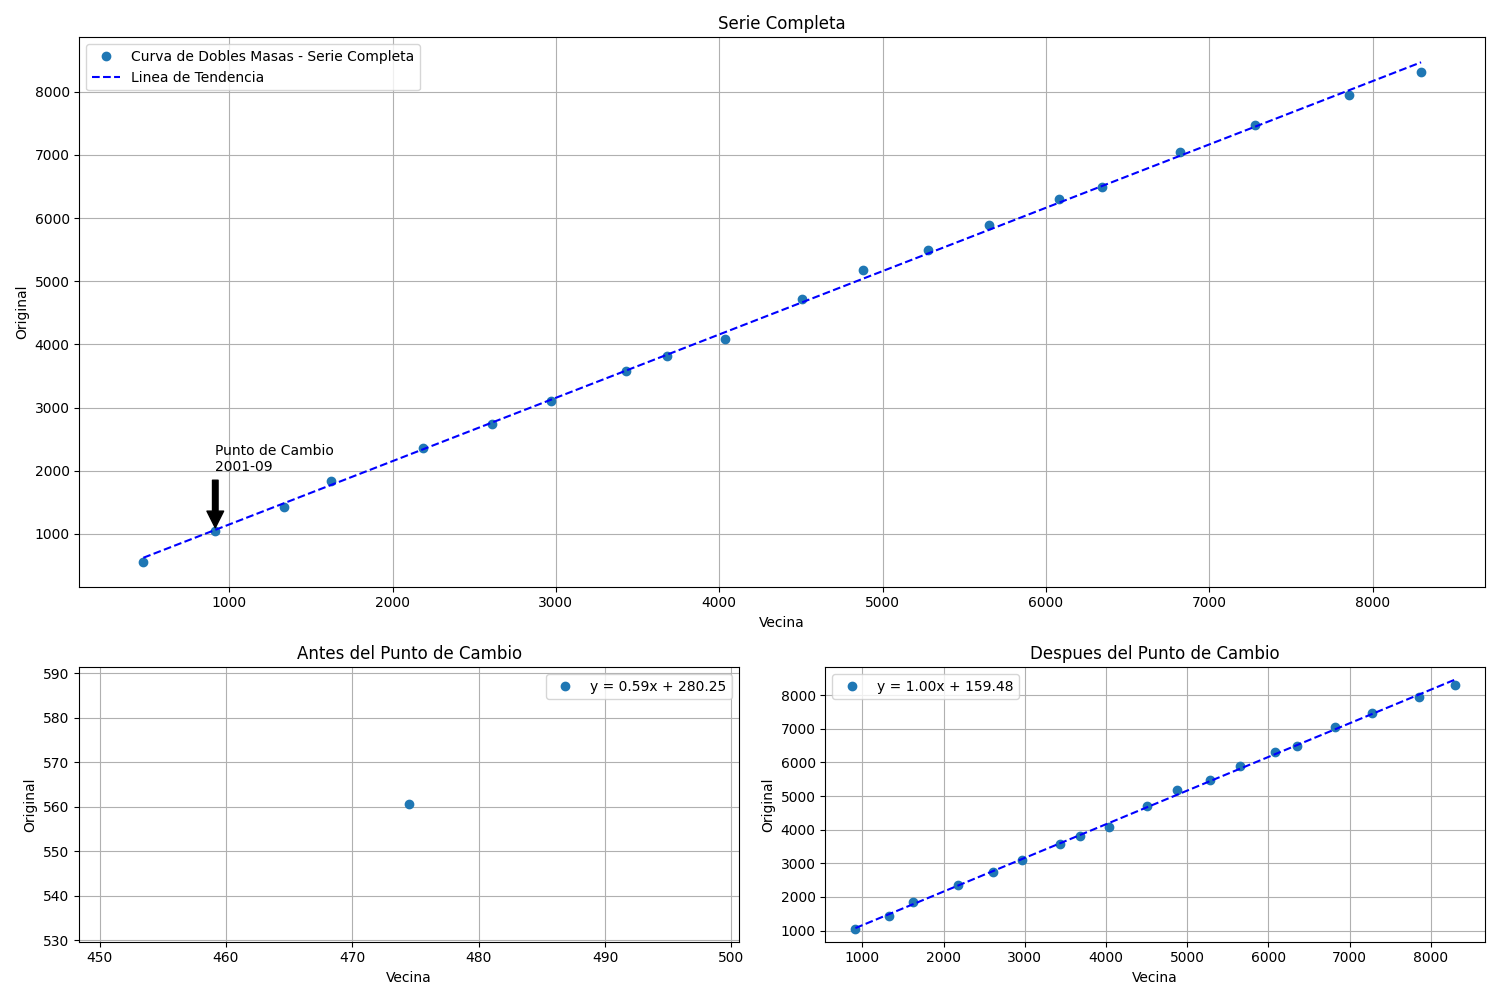 Serie Completa
Curva de Dobles Masas - Serie Completa
Linea de Tendencia
8000
7000
6000
5000
4000
3000
2000
1000
Original
Punto de Cambio
2001-09
1000 2000 3000 4000 5000 6000 7000 8000
Vecina
Antes del Punto de Cambio
y = 0.59x + 280.25
590
580
570
560
550
540
530
Original
450 460 470 480 490 500
Vecina
Despues del Punto de Cambio
y = 1.00x + 159.48
8000
7000
6000
5000
4000
3000
2000
1000
Original
1000 2000 3000 4000 5000 6000 7000 8000
Vecina